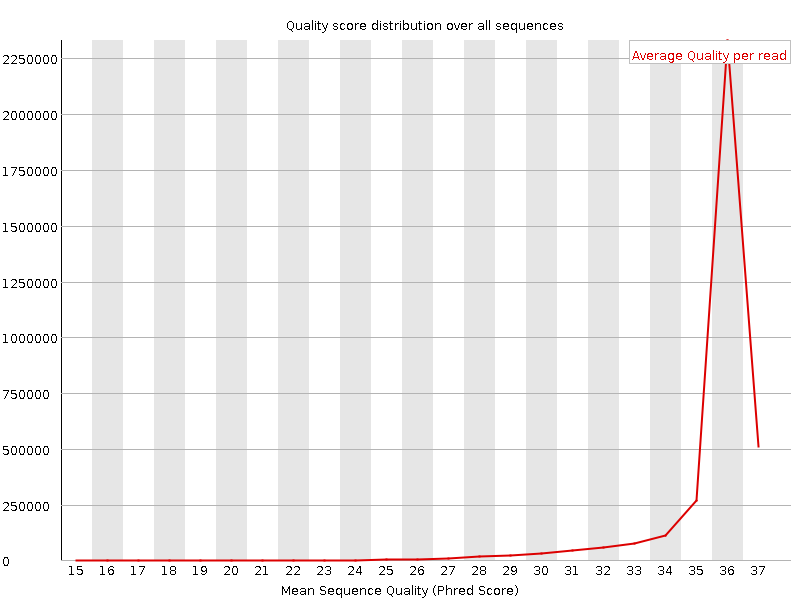 Quality score distribution over all sequences
Average Quality per read
2250000
2000000
1750000
1500000
1250000
1000000
750000
500000
250000
0
15 16 17 18 19 20 21 22 23 24 25 26 27 28 29 30 31 32 33 34 35 36 37
Mean Sequence Quality (Phred Score)